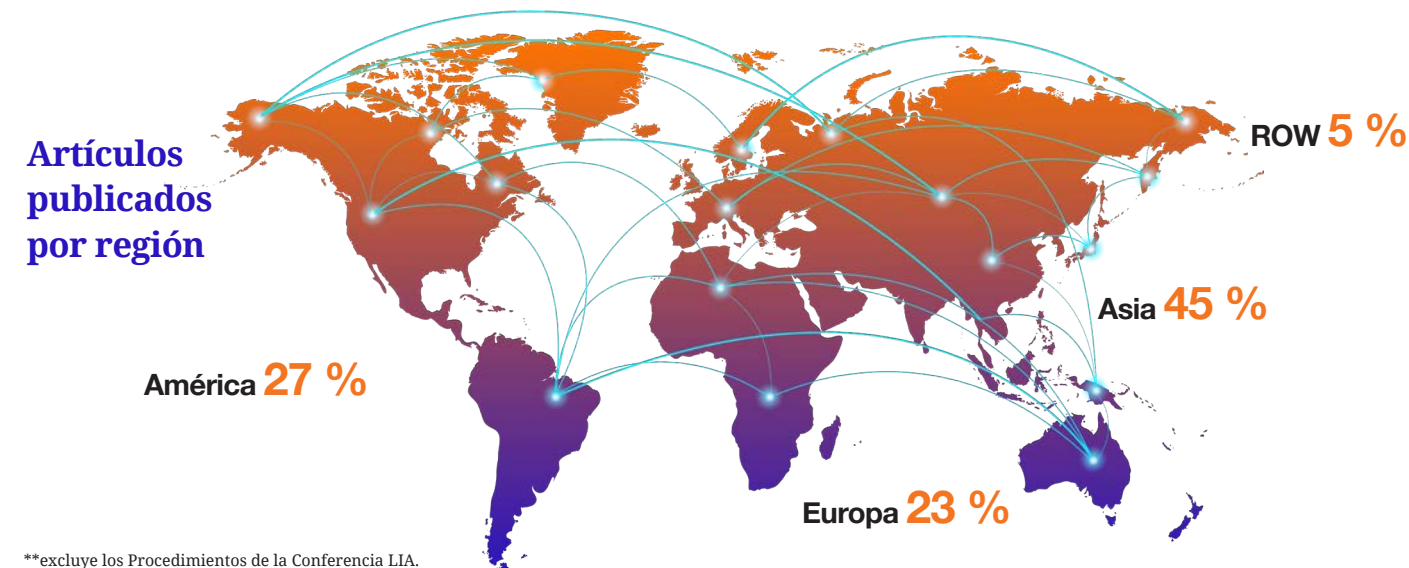 Artículos
publicados
por región
ROW 5 %
Asia 45 %
América 27 %
Europa 23 %
**excluye los Procedimientos de la Conferencia LIA.